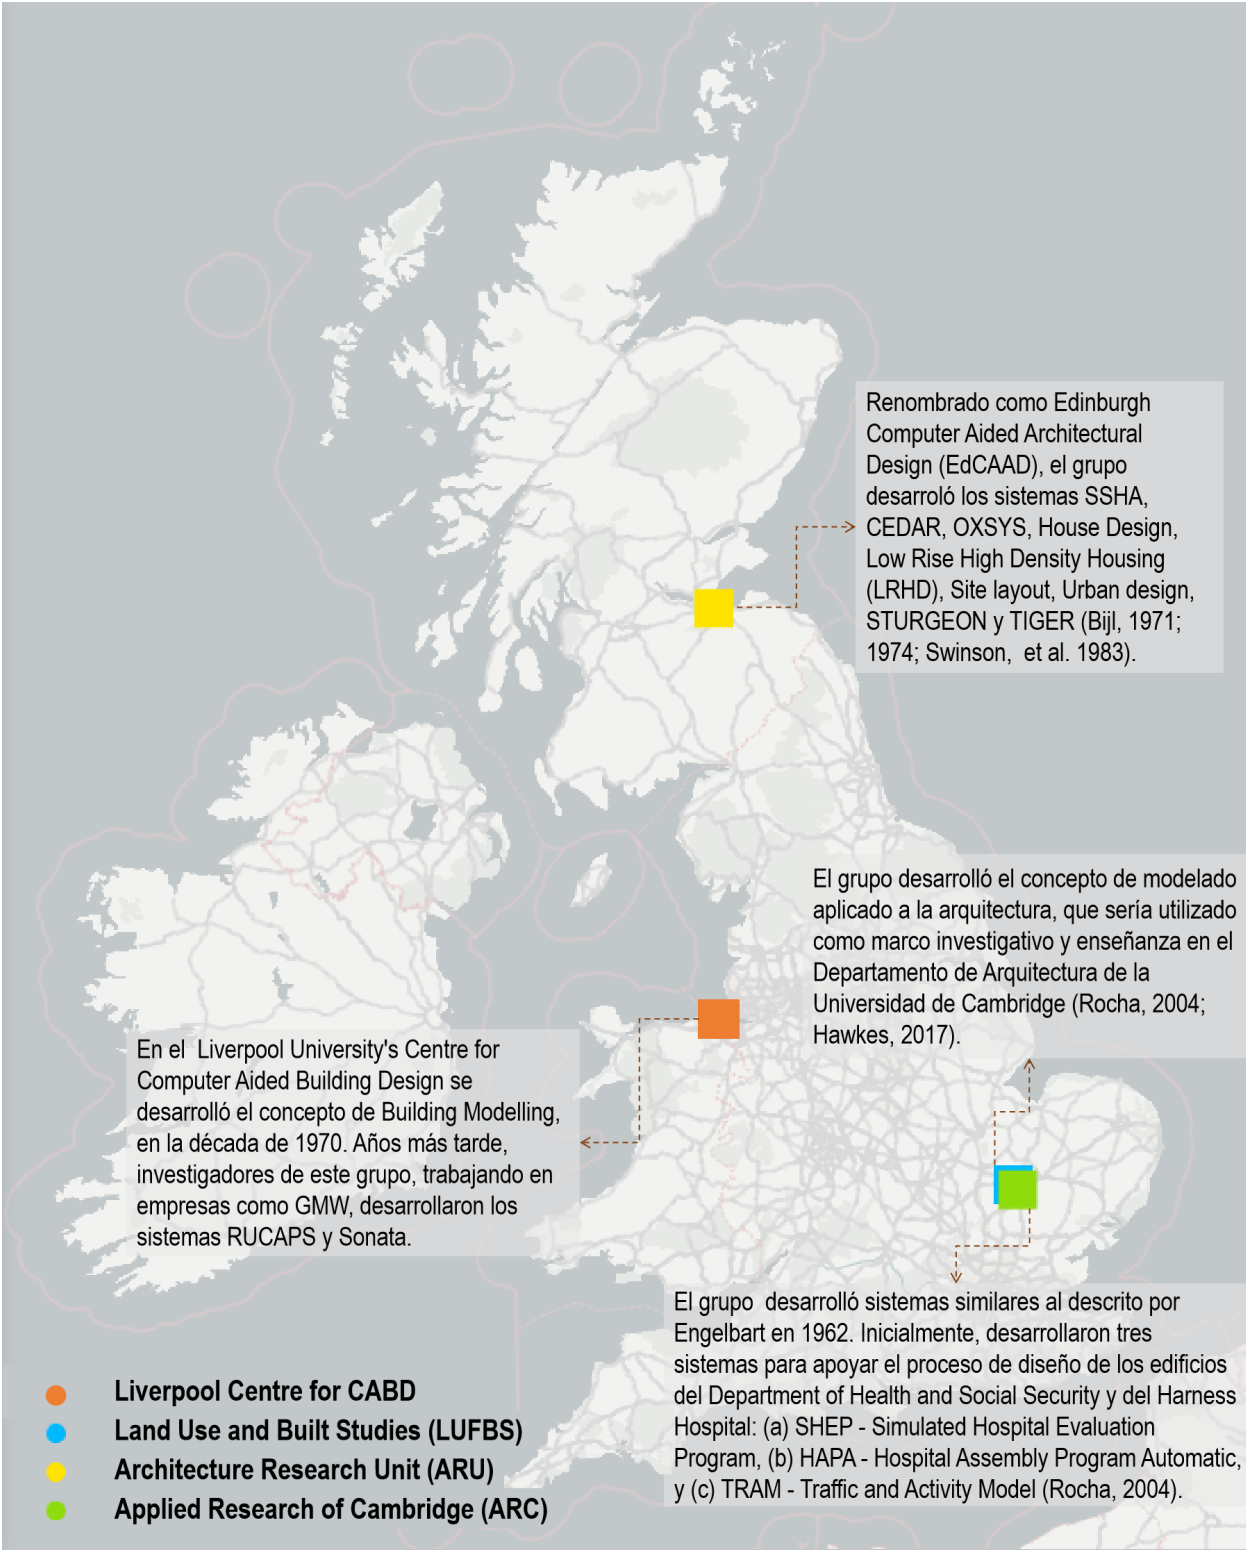 Renombrado como Edinburgh
Computer Aided Architectural
Design (EdCAAD), el grupo
desarroló los sistemas SSHA,
CEDAR, OXSYS, House Design,
Low Rise High Density Housing
(LRHD), Site layout, Urban design,
STURGEON y TIGER (Bijl, 1971;
1974; Swinson, et al. 1983).
El grupo desarrolló el concepto de modelado
aplicado a la arquitectura, que sería utilizado
como marco investigativo y enseñanza en el
Departamento de Arquitectura de la
Universidad de Cambridge (Rocha, 2004;
Hawkes, 2017).
En el Liverpool University's Centre for
Computer Aided Building Design se
desarrolló el concepto de Building Modelling,
en la década de 1970. Años más tarde,
investigadores de este grupo, trabajando en
empresas como GMW, desarrollaron los
sistemas RUCAPS y Sonata.
El grupo desarrolló sistemas similares al descrito por
Engelbart en 1962. Inicialmente, desarrollaron tres
sistemas para apoyar el proceso de diseño de los edificios
del Department of Health and Social Security y del Harness
Hospital: (a) SHEP - Simulated Hospital Evaluation
Program, (b) HAPA - Hospital Assembly Program Automatic,
y (c) TRAM - Traffic and Activity Model (Rocha, 2004).
Liverpool Centre for CABD
Land Use and Built Studies (LUFBS)
Architecture Research Unit (ARU)
Applied Research of Cambridge (ARC)